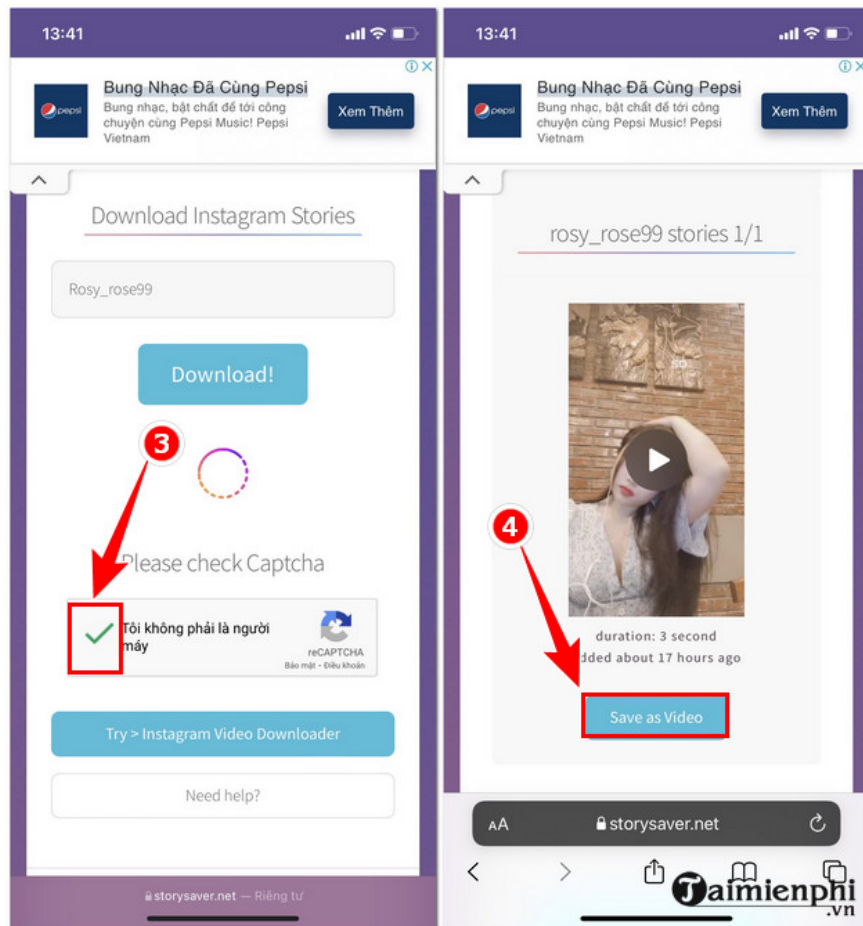 13:41
Bung Nhạc Đã Cùng Pepsi
Bung nhạc, bật chất để tới công
chuyện cùng Pepsi Music! Pepsi
Vietnam
pepsi
Xem Thêm
Download Instagram Stories
Rosy_rose99
Download!
3
Please check Captcha
Tôi không phải là người
máy
reCAPTCHA
Bảo mật - Điều khoản
Try > Instagram Video Downloader
Need help?
storysaver.net — Riêng tư
13:41
Bung Nhạc Đã Cùng Pepsi
Bung nhạc, bật chất để tới công
chuyện cùng Pepsi Music! Pepsi
Vietnam
pepsi
Xem Thêm
rosy_rose99 stories 1/1
so
4
duration: 3 second
dded about 17 hours ago
Save as Video
AA
storysaver.net
Taimienphi
.vn